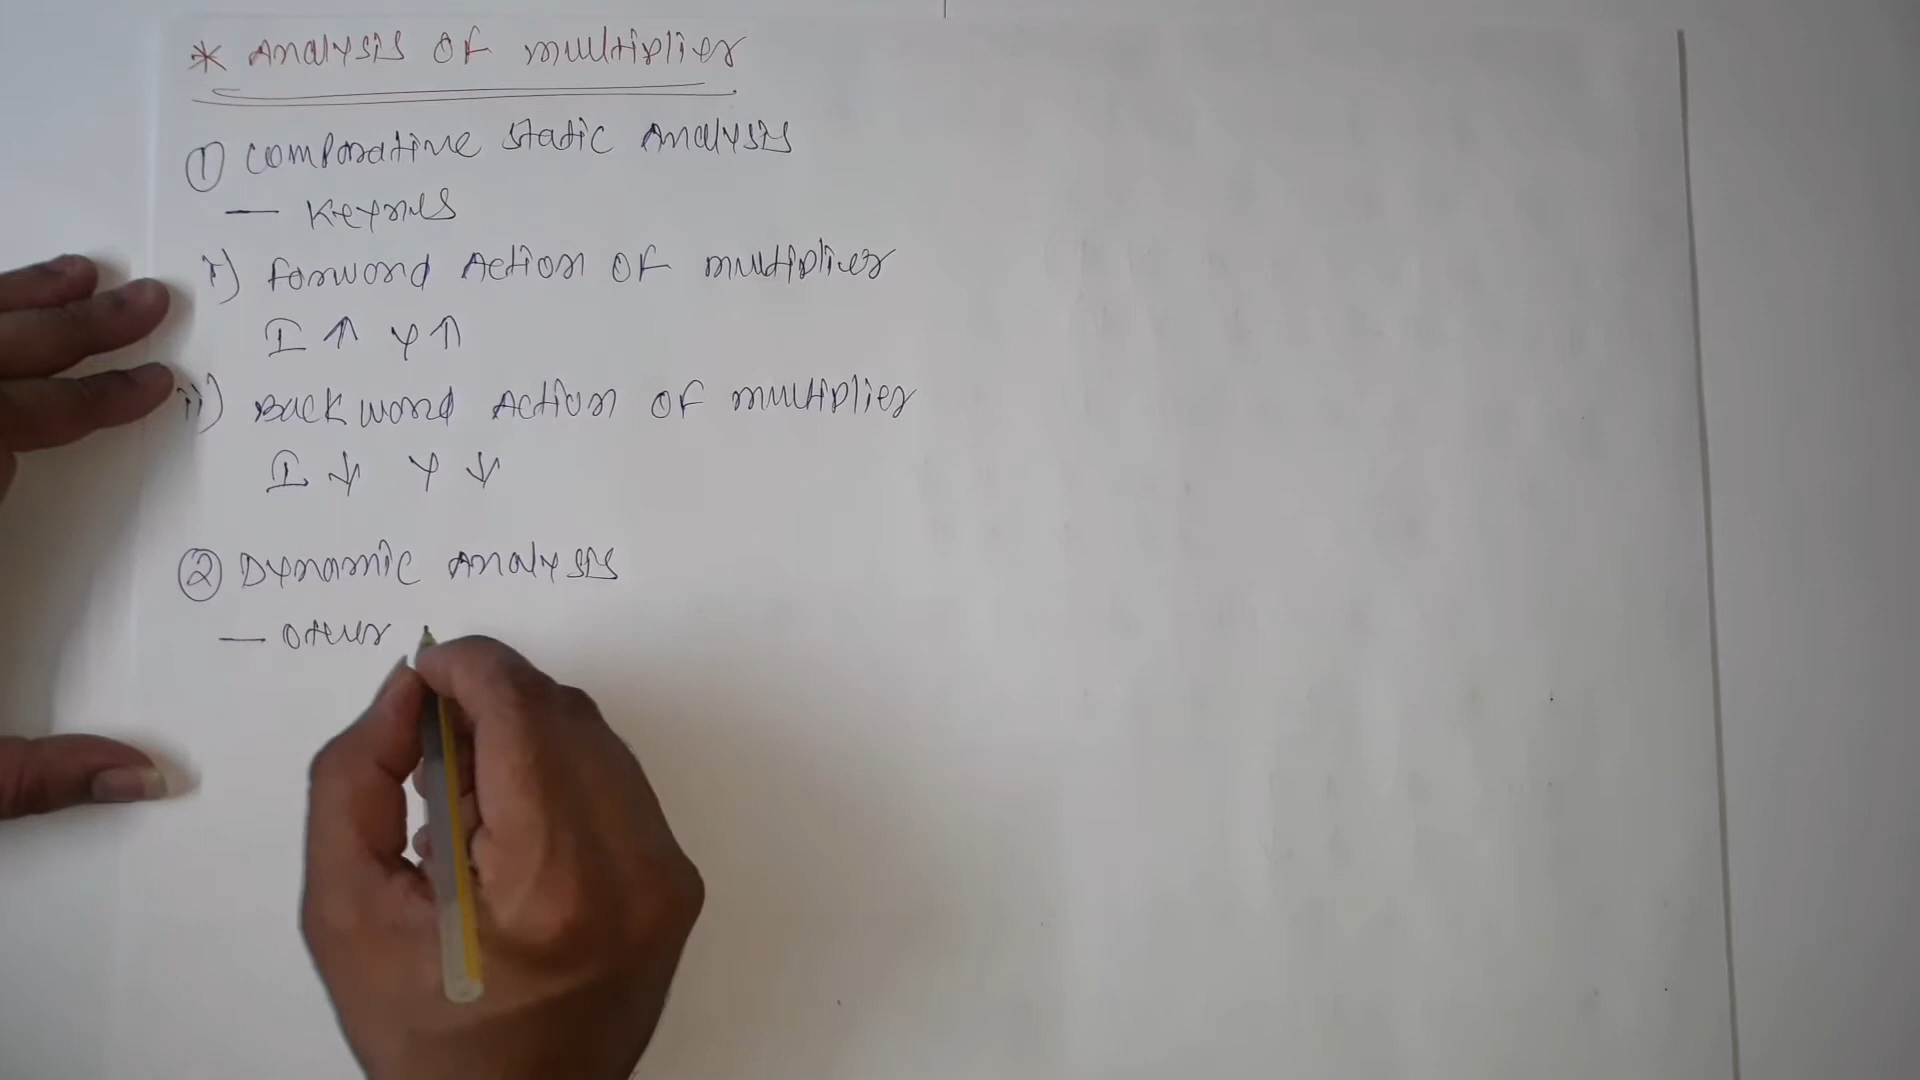 * Analysis of multiplier
① Comparative Static Analysis
— Keynes
i) Forword Action of multiplier
I ↑ Y ↑
ii) Backword Action of multiplier
I ↓ Y ↓
② Dynamic Analysis
— Other